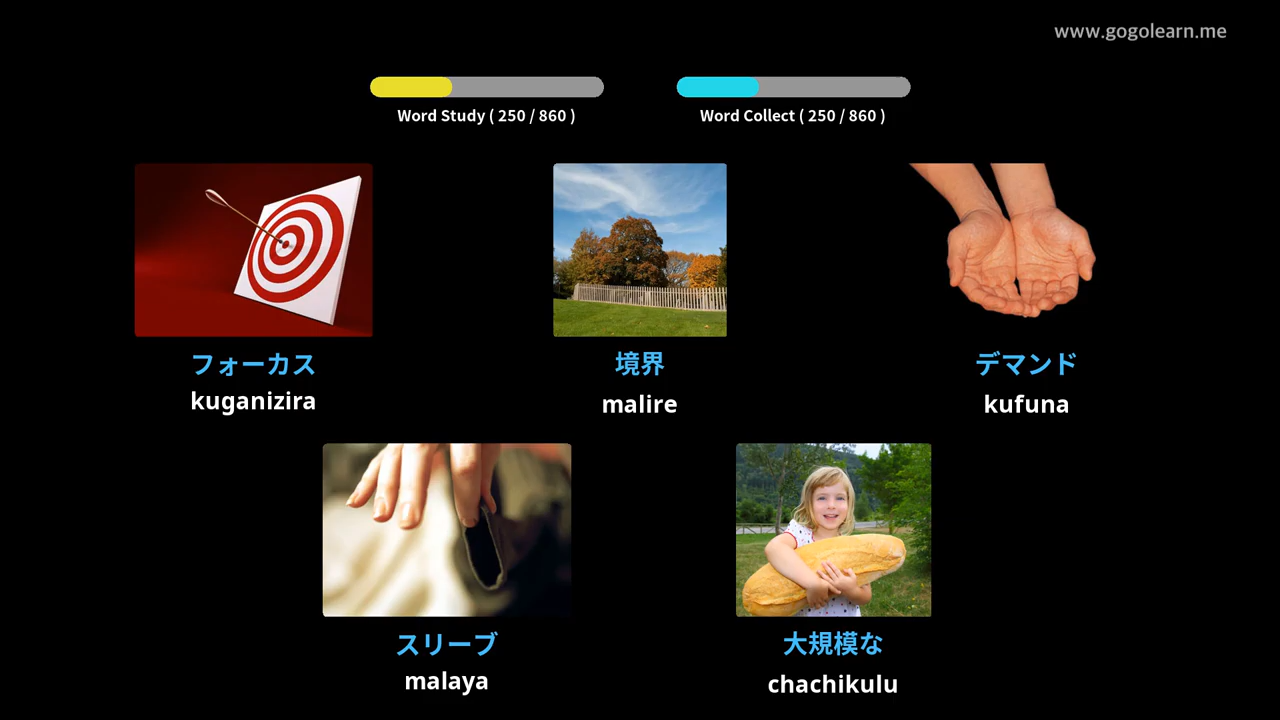 www.gogolearn.me
Word Study ( 250 / 860 )
Word Collect ( 250 / 860 )
フォーカス
kuganizira
境界
malire
デマンド
kufuna
スリーブ
malaya
大規模な
chachikulu